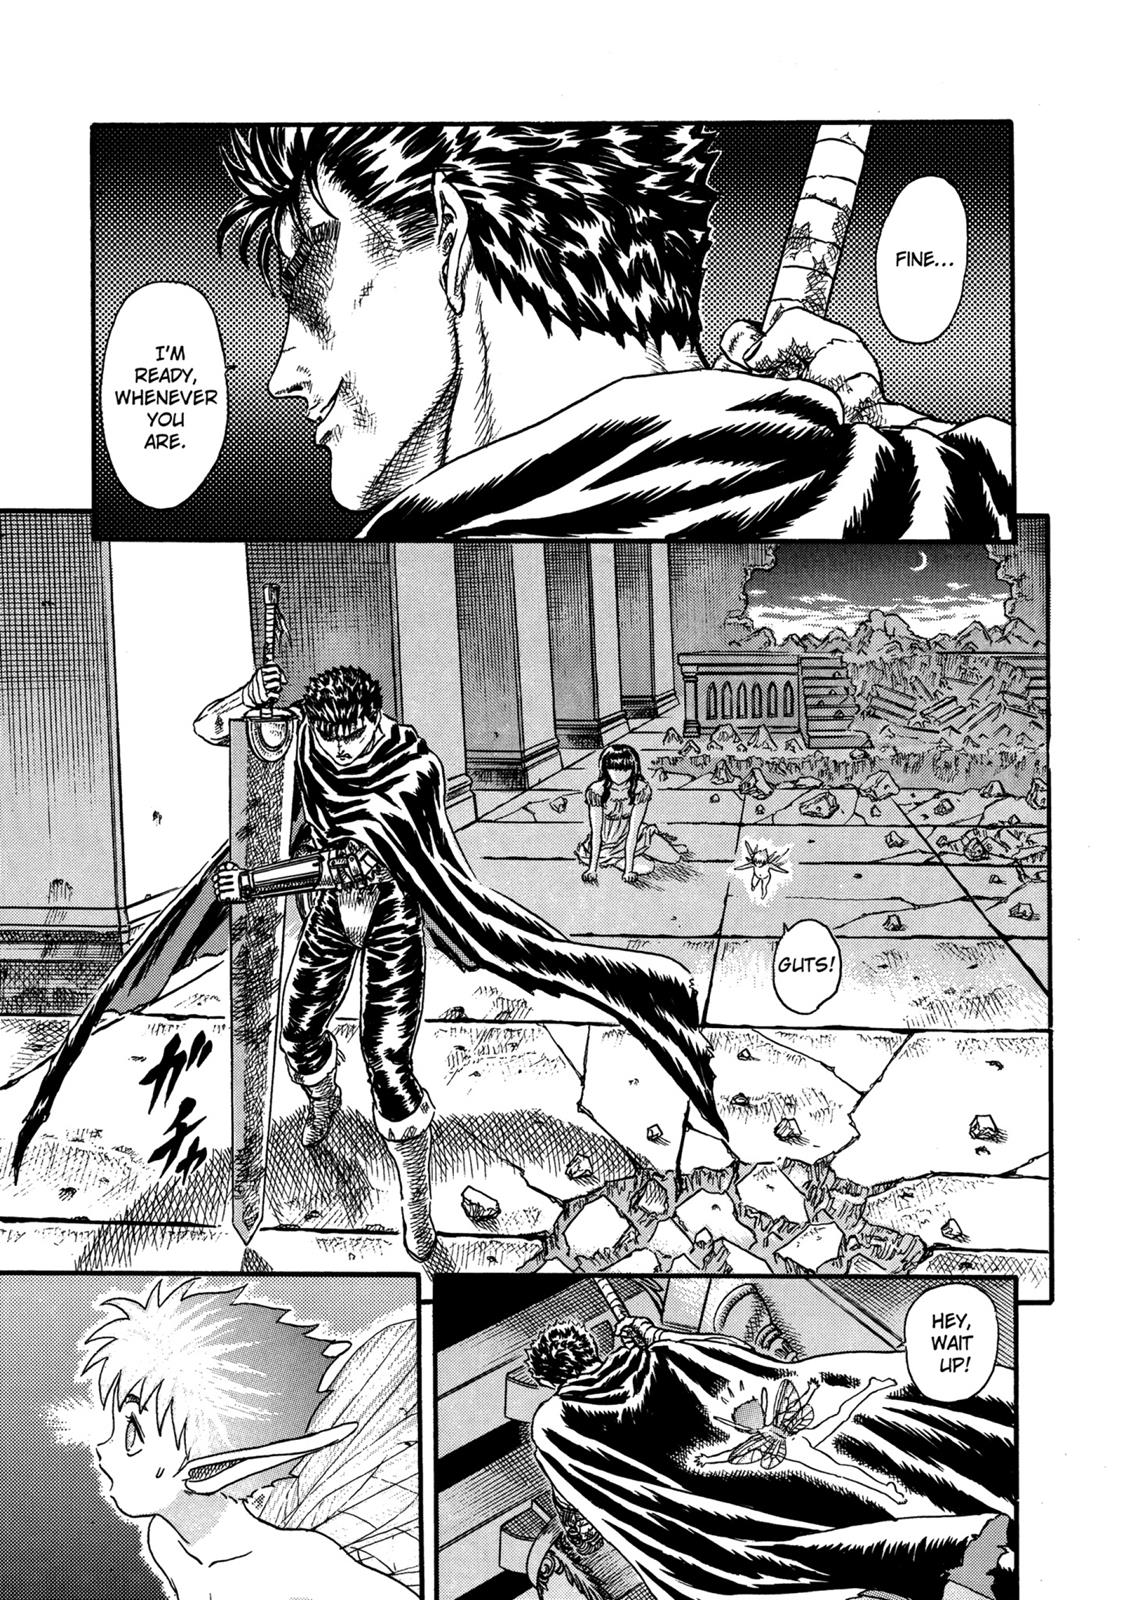 FINE...
I'M
READY,
WHENEVER
YOU
ARE.
GUTS!
ガチャ
HEY,
WAIT
UP!